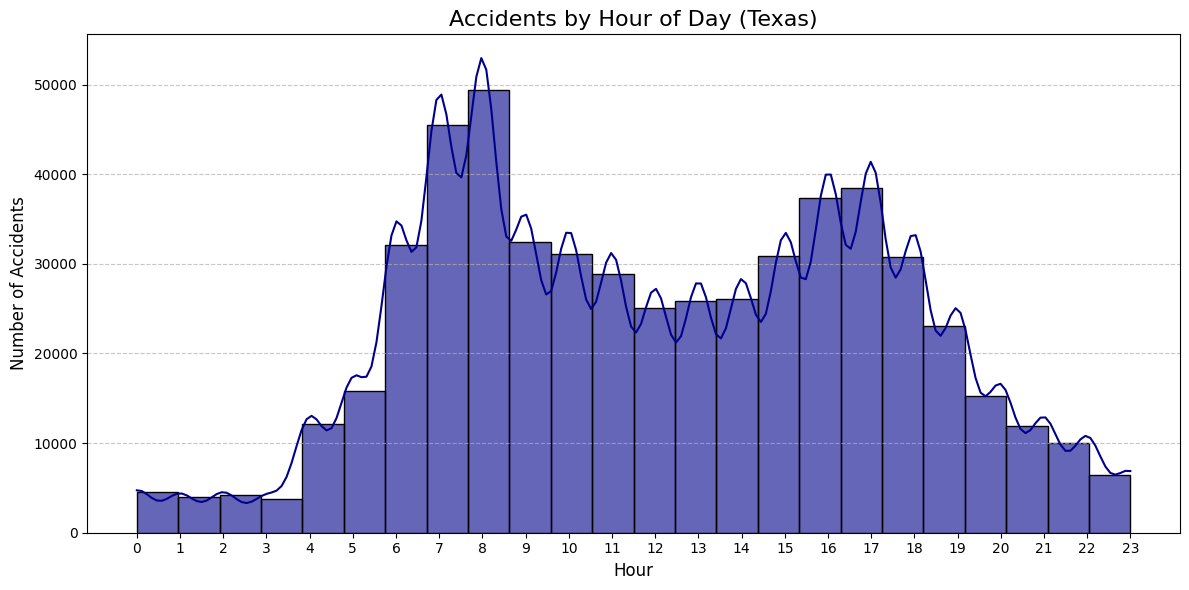 Accidents by Hour of Day (Texas)
Number of Accidents
50000
40000
30000
20000
10000
0
0 1 2 3 4 5 6 7 8 9 10 11 12 13 14 15 16 17 18 19 20 21 22 23
Hour